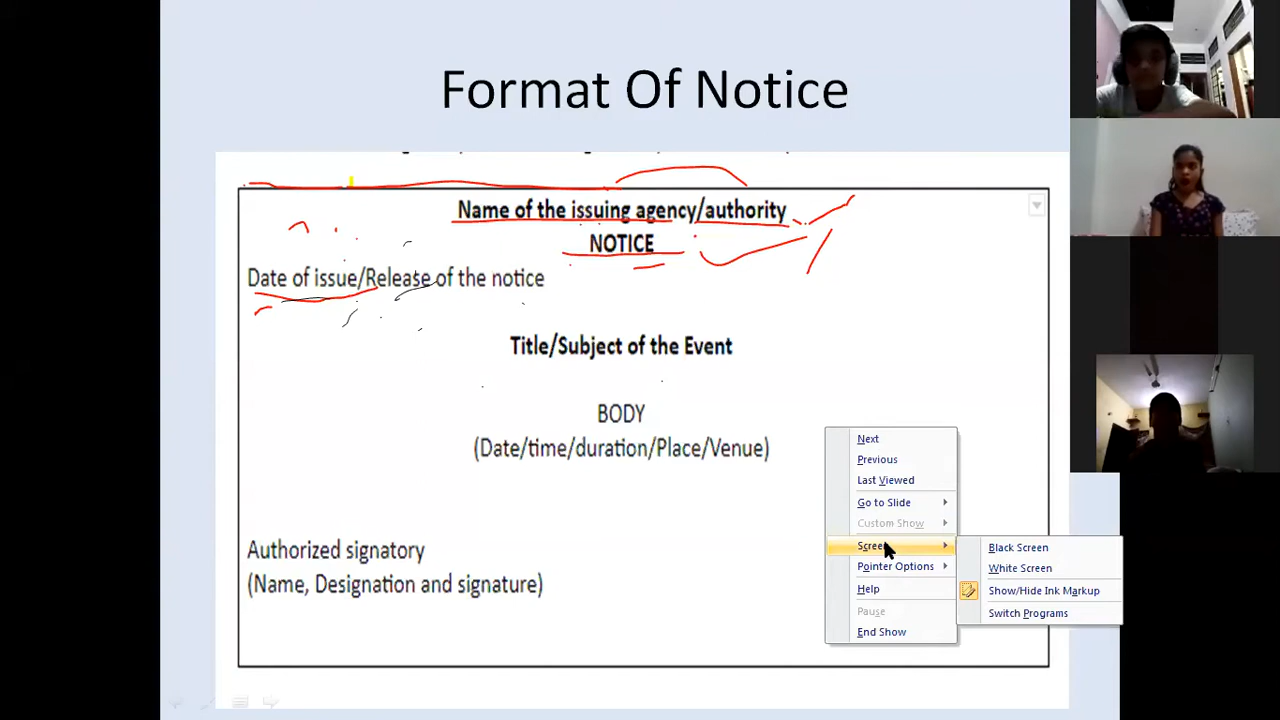 Format Of Notice
Name of the issuing agency/authority
NOTICE
Date of issue/Release of the notice
Title/Subject of the Event
BODY
(Date/time/duration/Place/Venue)
Authorized signatory
(Name, Designation and signature)
Next
Previous
Last Viewed
Go to Slide
Custom Show
Screen
Pointer Options
Help
Pause
End Show
Black Screen
White Screen
Show/Hide Ink Markup
Switch Programs